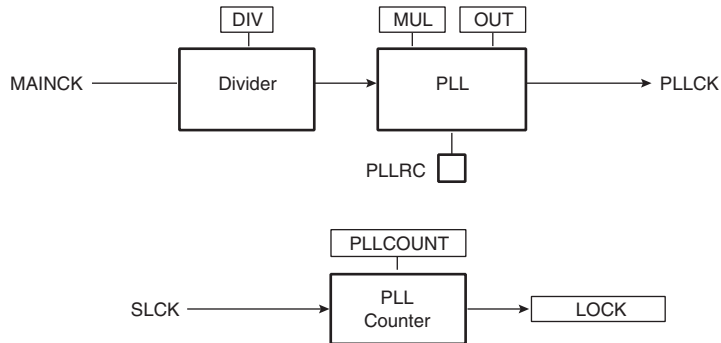 DIV
MUL
OUT
MAINCK
Divider
PLL
PLLCK
PLLRC
PLLCOUNT
SLCK
PLL
Counter
LOCK